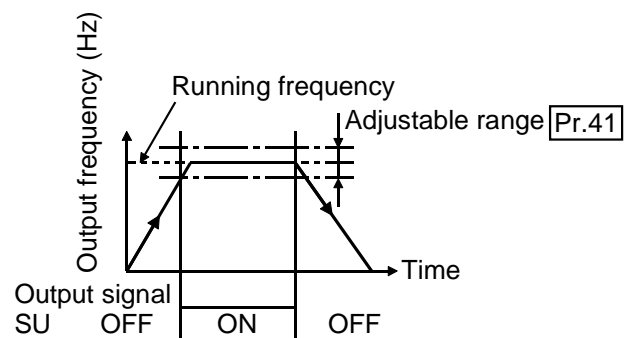 Output frequency (Hz)
Running frequency
Adjustable range Pr.41
Time
Output signal
SU OFF ON OFF